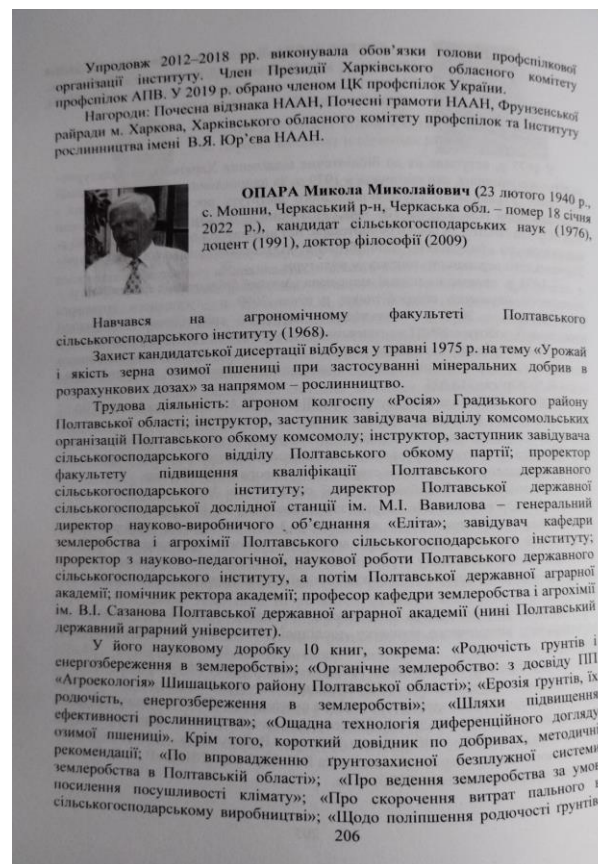 Упродовж 2012–2018 рр. виконувала обов’язки голови профспілкової
організації інституту. Член Президії Харківського обласного комітету
профспілок АПВ. У 2019 р. обрано членом ЦК профспілок України.
Нагороди: Почесна відзнака НААН, Почесні грамоти НААН, Фрунзенської
райради м. Харкова, Харківського обласного комітету профспілок та Інституту
рослинництва імені В.Я. Юр’єва НААН.
ОПАРА Микола Миколайович (23 лютого 1940 р.,
с. Мошни, Черкаський р-н, Черкаська обл. – помер 18 січня
2022 р.), кандидат сільськогосподарських наук (1976),
доцент (1991), доктор філософії (2009)
Навчався на агрономічному факультеті Полтавського
сільськогосподарського інституту (1968).
Захист кандидатської дисертації відбувся у травні 1975 р. на тему «Урожай
і якість зерна озимої пшениці при застосуванні мінеральних добрив в
розрахункових дозах» за напрямом – рослинництво.
Трудова діяльність: агроном колгоспу «Росія» Градизького району
Полтавської області; інструктор, заступник завідувача відділу комсомольських
організацій Полтавського обкому комсомолу; інструктор, заступник завідувача
сільськогосподарського відділу Полтавського обкому партії; проректор
факультету підвищення кваліфікації Полтавського державного
сільськогосподарського інституту; директор Полтавської державної
сільськогосподарської дослідної станції ім. М.І. Вавилова – генеральний
директор науково-виробничого об’єднання «Еліта»; завідувач кафедри
землеробства і агрохімії Полтавського сільськогосподарського інституту;
проректор з науково-педагогічної, наукової роботи Полтавського державного
сільськогосподарського інституту, а потім Полтавської державної аграрної
академії; помічник ректора академії; професор кафедри землеробства і агрохімії
ім. В.І. Сазанова Полтавської державної аграрної академії (нині Полтавський
державний аграрний університет).
У його науковому доробку 10 книг, зокрема: «Родючість ґрунтів і
енергозбереження в землеробстві»; «Органічне землеробство: з досвіду ПП
«Агроекологія» Шишацького району Полтавської області»; «Ерозія ґрунтів, їх
родючість, енергозбереження в землеробстві»; «Шляхи підвищення
ефективності рослинництва»; «Ощадна технологія диференційного догляду
озимої пшениці». Крім того, короткий довідник по добривах, методичні
рекомендації; «По впровадженню ґрунтозахисної безплужної системи
землеробства в Полтавській області»; «Про ведення землеробства за умов
посилення посушливості клімату»; «Про скорочення витрат пального в
сільськогосподарському виробництві»; «Щодо поліпшення родючості ґрунтів
206